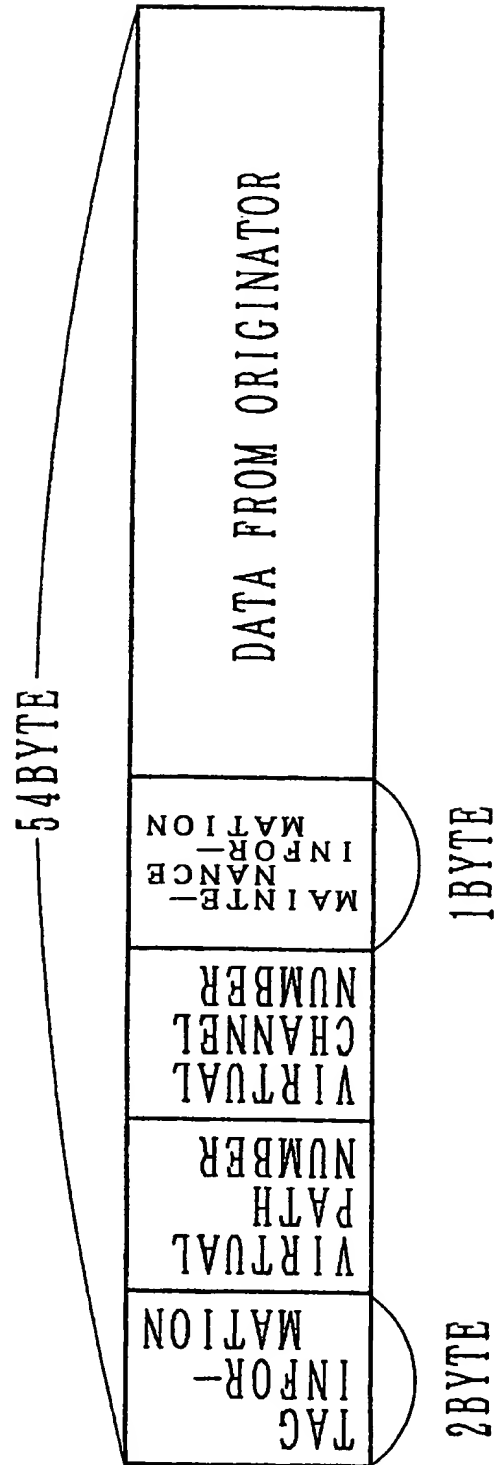 54BYTE
TAG
INFOR-
MATION
VIRTUAL
PATH
NUMBER
VIRTUAL
CHANNEL
NUMBER
MAINTE-
NANCE
INFOR-
MATION
DATA FROM ORIGINATOR
2BYTE
1BYTE